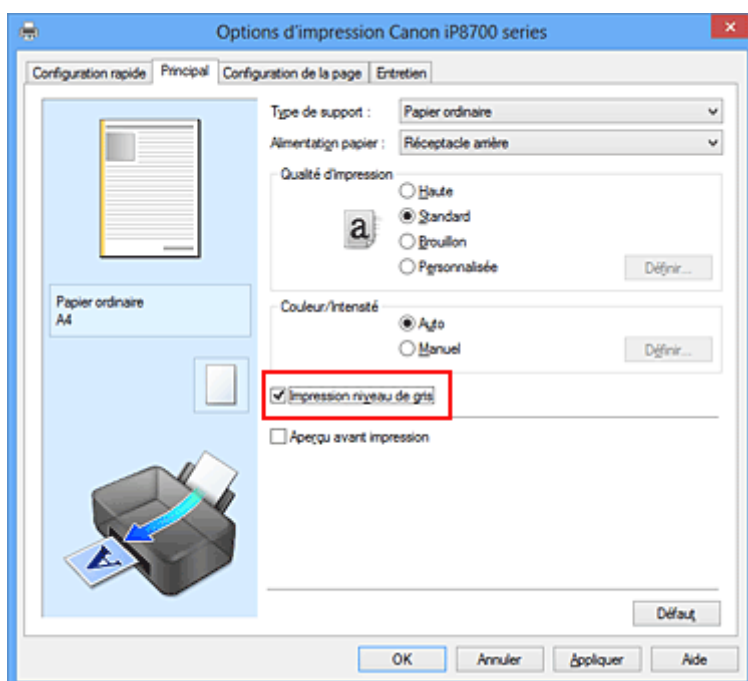 Options d'impression Canon iP8700 series
Configuration rapide Principal Configuration de la page Entretien
Type de support : Papier ordinaire
Alimentation papier : Réceptacle arrière
Qualité d'impression
Haute
a Standard
Brouillon
Personnalisée Définir...
Papier ordinaire
A4
Couleur/Intensité
Auto
Manuel Définir...
Impression niveau de gris
Aperçu avant impression
A
Défaut
OK Annuler Appliquer Aide